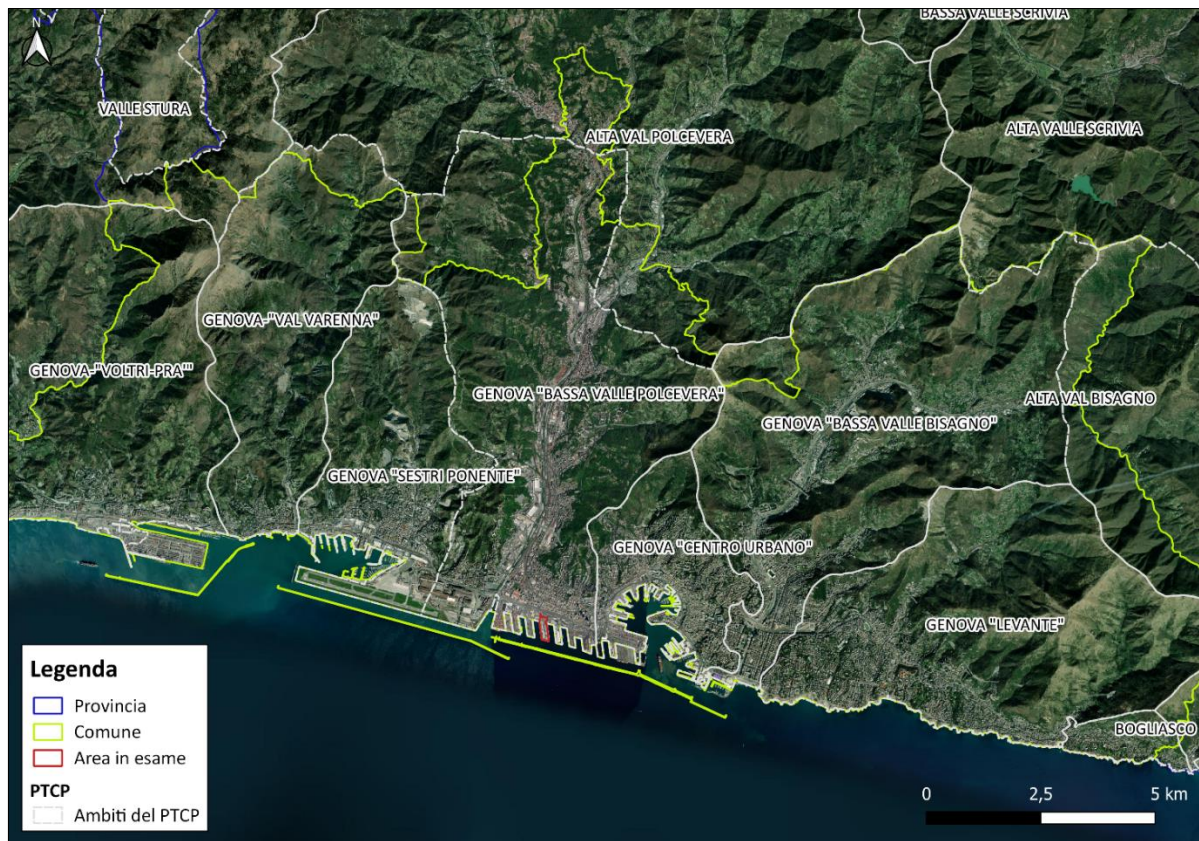 N
BASSA VALLE SCRIVIA
VALLE STURA
ALTA VAL POLCEVERA
ALTA VALLE SCRIVIA
GENOVA-"VAL VARENNA"
GENOVA-"VOLTRI-PRA'"
GENOVA "BASSA VALLE POLCEVERA"
ALTA VAL BISAGNO
GENOVA "BASSA VALLE BISAGNO"
GENOVA "SESTRI PONENTE"
GENOVA "CENTRO URBANO"
GENOVA "LEVANTE"
BOGLIASCO
Legenda
Provincia
Comune
Area in esame
PTCP
Ambiti del PTCP
0 2,5 5 km